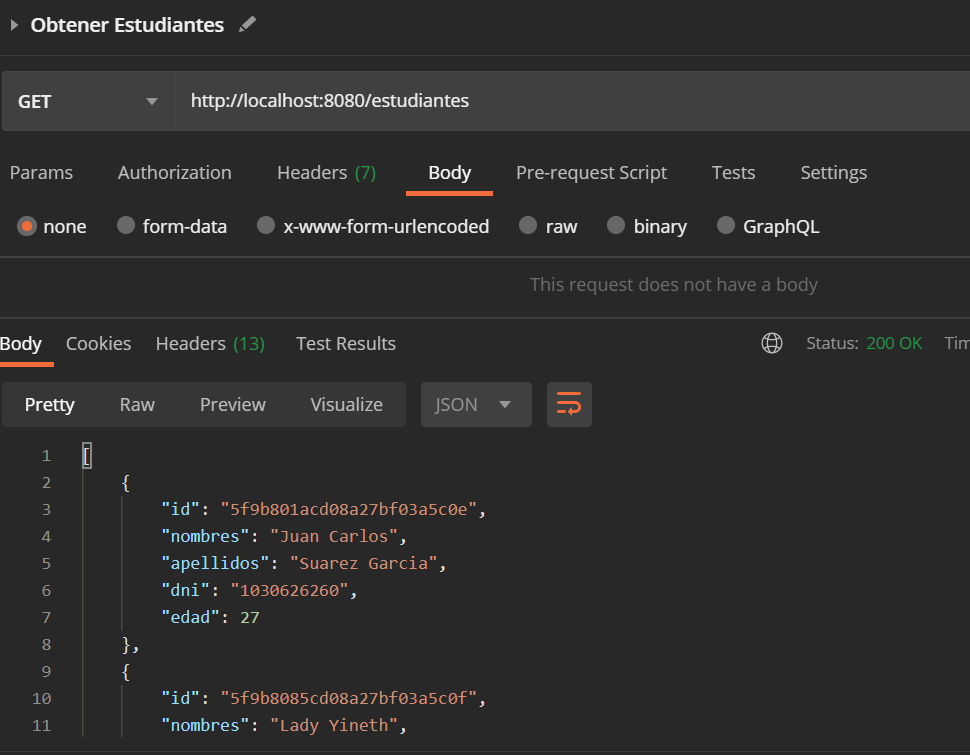 Obtener Estudiantes
GET http://localhost:8080/estudiantes
Params Authorization Headers (7) Body Pre-request Script Tests Settings
none form-data x-www-form-urlencoded raw binary GraphQL
This request does not have a body
Body Cookies Headers (13) Test Results Status: 200 OK Tim
Pretty Raw Preview Visualize JSON
1 [
2 {
3 "id": "5f9b801acd08a27bf03a5c0e",
4 "nombres": "Juan Carlos",
5 "apellidos": "Suarez Garcia",
6 "dni": "1030626260",
7 "edad": 27
8 },
9 {
10 "id": "5f9b8085cd08a27bf03a5c0f",
11 "nombres": "Lady Yineth",